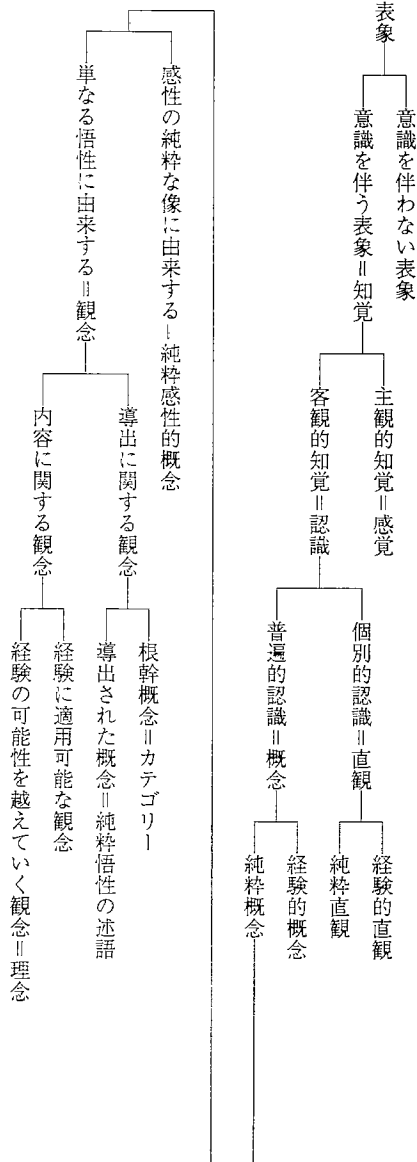 表象
意識を伴わない表象
意識を伴う表象＝知覚
主観的知覚＝感覚
客観的知覚＝認識
個別的認識＝直観
普遍的認識＝概念
経験的直観
純粋直観
経験的概念
純粋概念
感性の純粋な像に由来する＝純粋感性的概念
単なる悟性に由来する＝観念
導出に関する観念
内容に関する観念
根幹概念＝カテゴリー
導出された概念＝純粋悟性の述語
経験に適用可能な観念
経験の可能性を越えていく観念＝理念